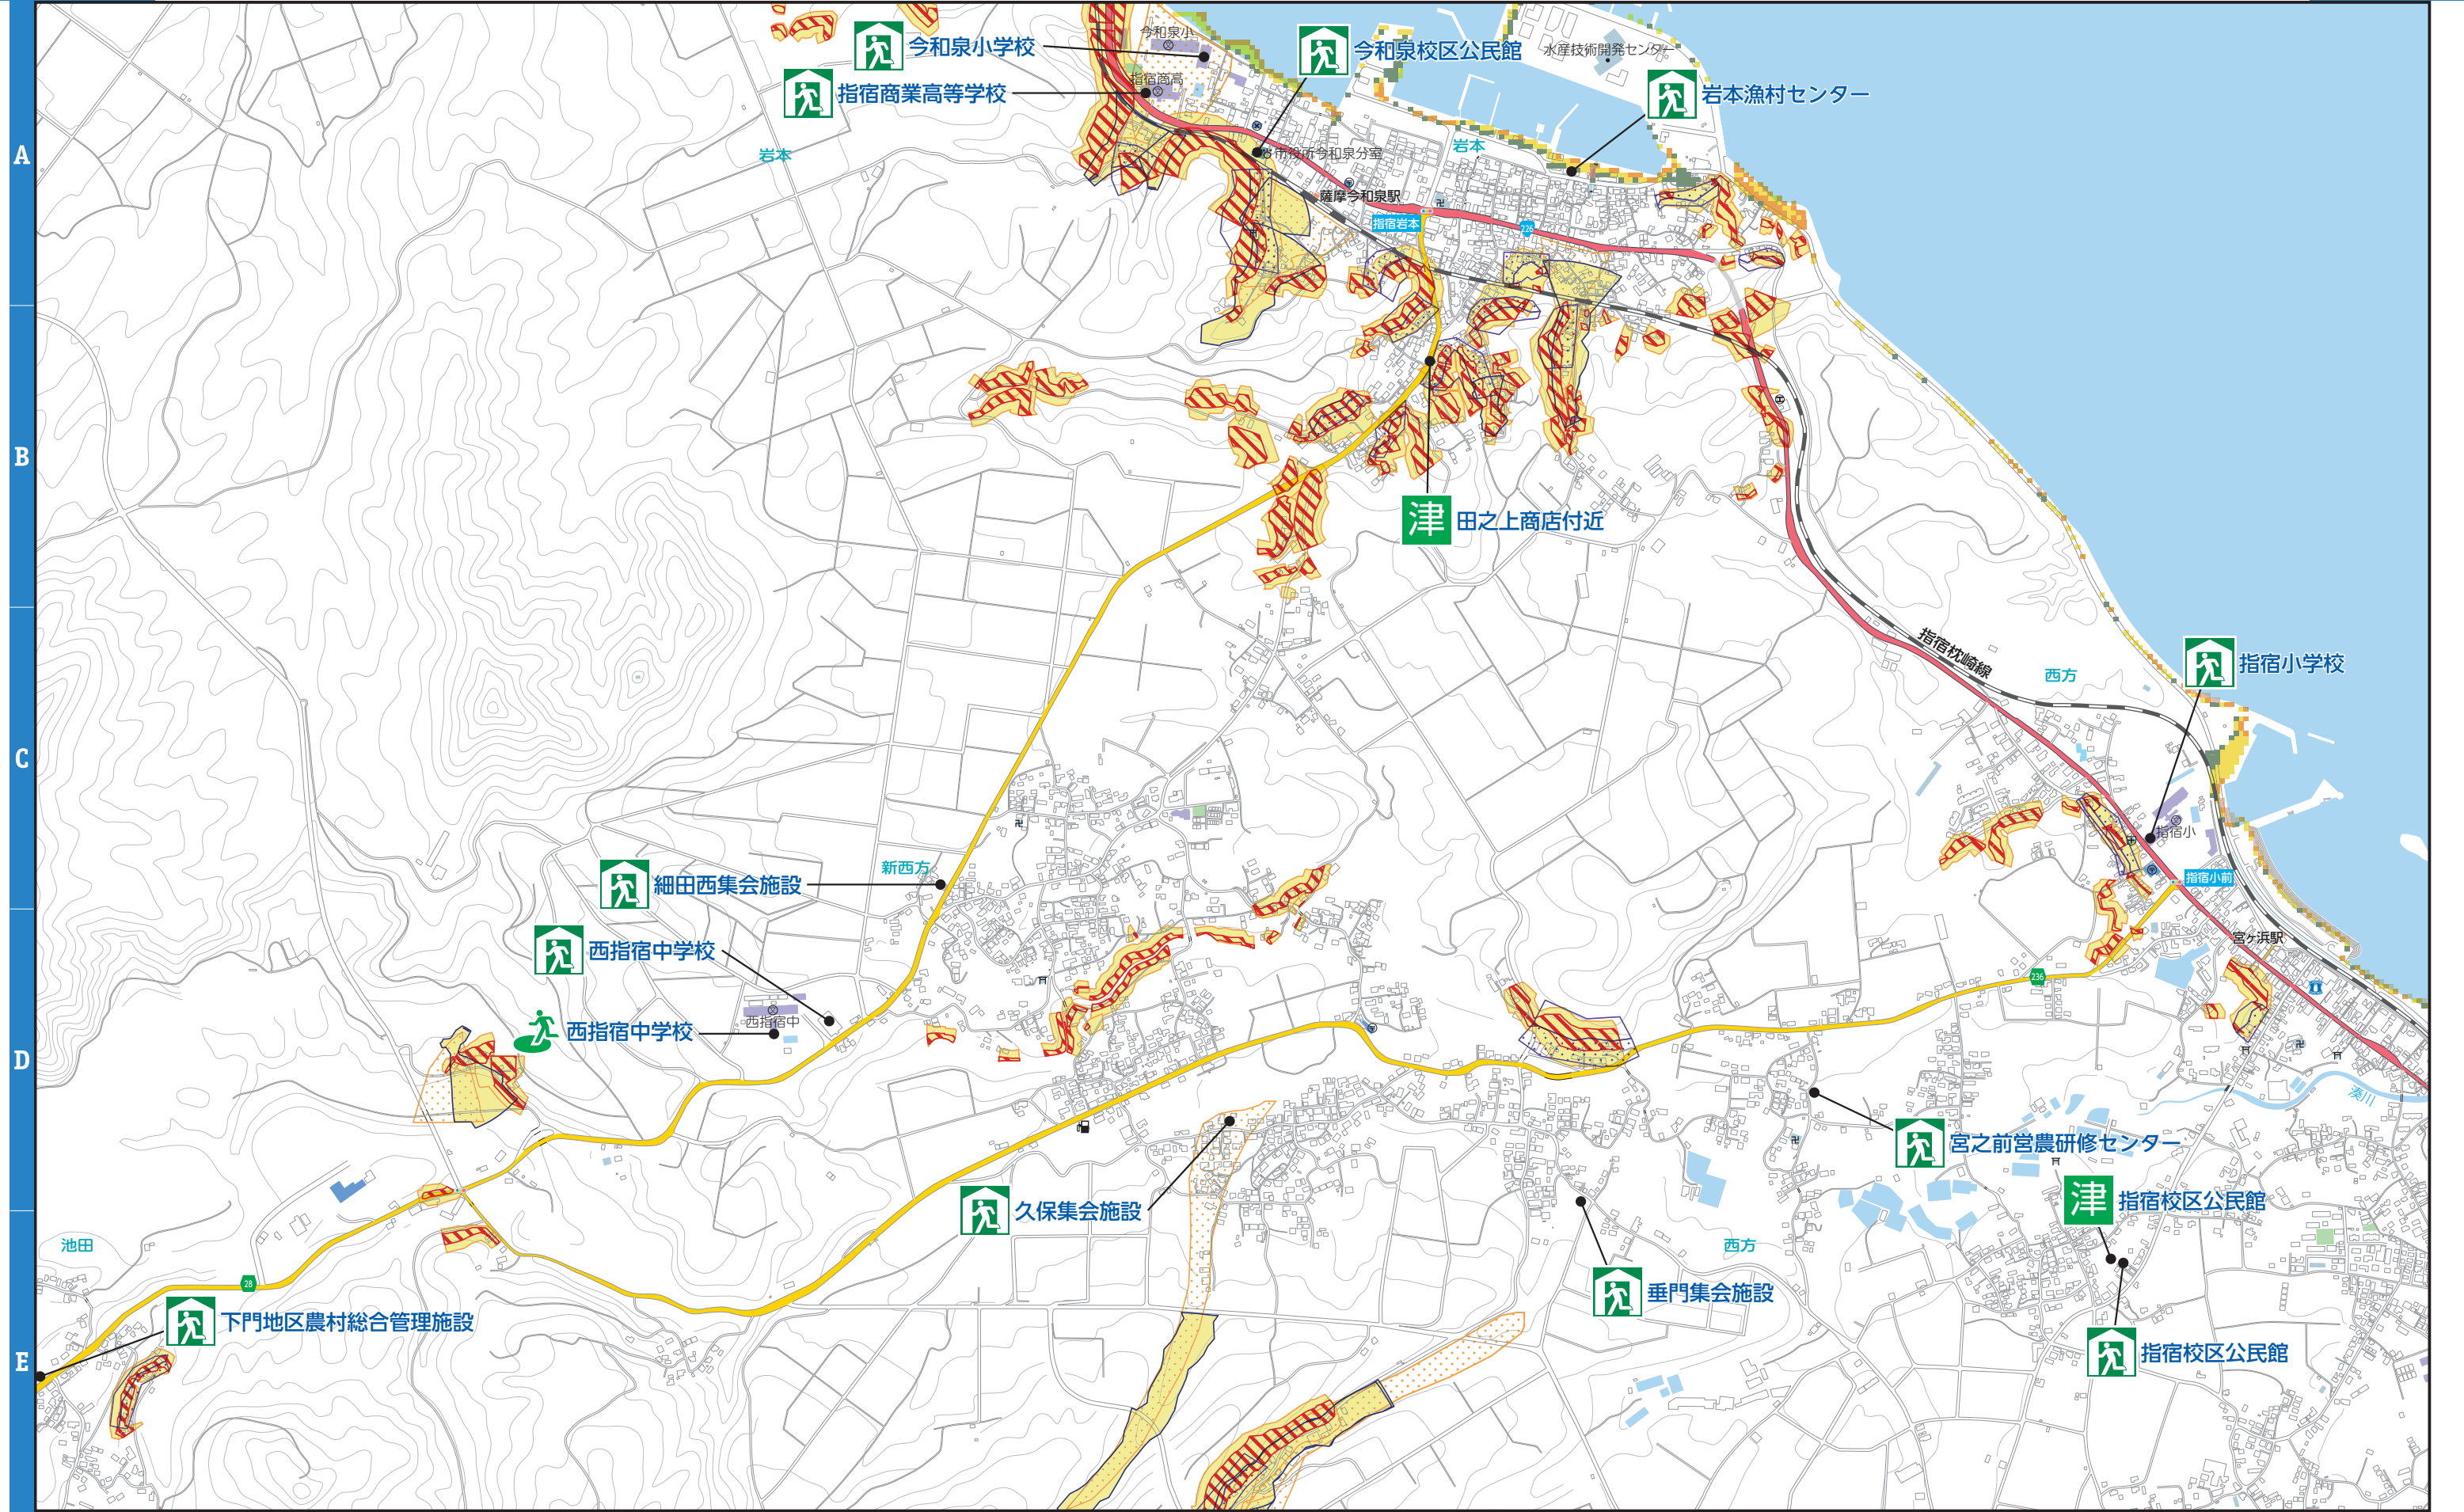 今和泉小学校
今和泉小
指宿商業高等学校
指宿商高
今和泉校区公民館
水産技術開発センター
岩本漁村センター
A
岩本
市役所今和泉分室
岩本
薩摩今和泉駅
指宿岩本
226
B
津
田之上商店付近
指宿枕崎線
西方
指宿小学校
C
指宿小
指宿小前
新西方
細田西集会施設
宮ヶ浜駅
西指宿中学校
236
西指宿中
西指宿中学校
D
湊川
宮之前営農研修センター
久保集会施設
津
指宿校区公民館
池田
西方
28
垂門集会施設
下門地区農村総合管理施設
指宿校区公民館
E